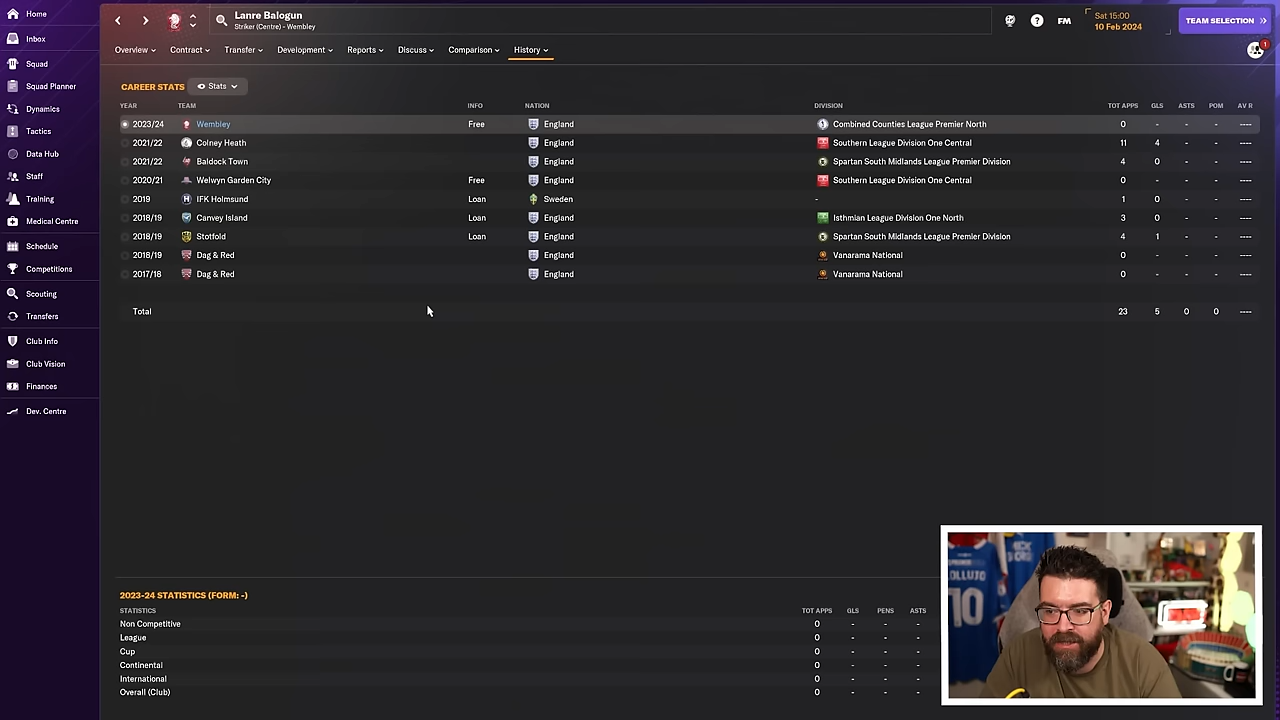 Home
Lanre Balogun
Striker (Centre) - Wembley
FM
Sat 15:00
10 Feb 2024
TEAM SELECTION
Inbox
Overview
Contract
Transfer
Development
Reports
Discuss
Comparison
History
1
Squad
Squad Planner
Dynamics
Tactics
Data Hub
Staff
Training
Medical Centre
Schedule
Competitions
Scouting
Transfers
Club Info
Club Vision
Finances
Dev. Centre
CAREER STATS Stats
YEAR TEAM INFO NATION DIVISION TOT APPS GLS ASTS POM AV R
2023/24 Wembley Free England Combined Counties League Premier North 0 - - - ----
2021/22 Colney Heath England Southern League Division One Central 11 4 - - ----
2021/22 Baldock Town England Spartan South Midlands League Premier Division 4 0 - - ----
2020/21 Welwyn Garden City Free England Southern League Division One Central 0 - - - ----
2019 IFK Holmsund Loan Sweden - 1 0 - - ----
2018/19 Canvey Island Loan England Isthmian League Division One North 3 0 - - ----
2018/19 Stotfold Loan England Spartan South Midlands League Premier Division 4 1 - - ----
2018/19 Dag & Red England Vanarama National 0 - - - ----
2017/18 Dag & Red England Vanarama National 0 - - - ----
Total 23 5 0 0 ----
2023-24 STATISTICS (FORM: -)
STATISTICS TOT APPS GLS PENS ASTS
Non Competitive 0 - - -
League 0 - - -
Cup 0 - - -
Continental 0 - - -
International 0 - - -
Overall (Club) 0 - - -
10